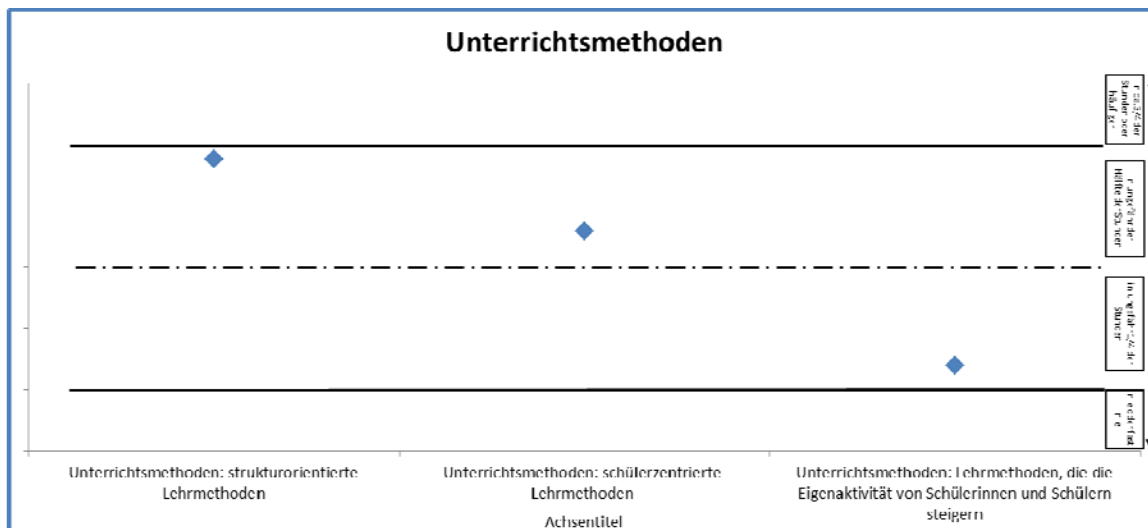 Unterrichtsmethoden
Unterrichtsmethoden: strukturorientierte
Lehrmethoden
Unterrichtsmethoden: schülerzentrierte
Lehrmethoden
Unterrichtsmethoden: Lehrmethoden, die die
Eigenaktivität von Schülerinnen und Schülern
steigern
Achsentitel